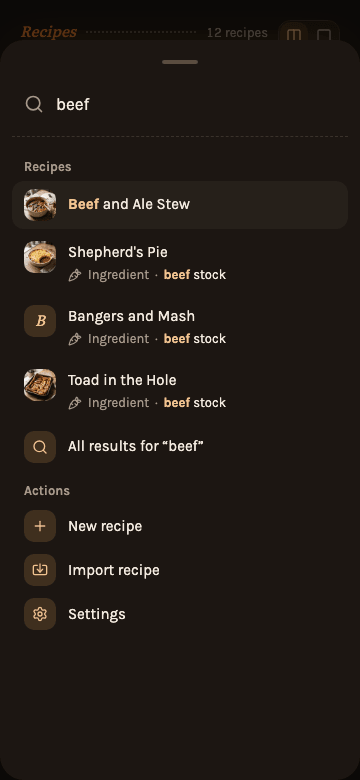 Recipes 12 recipes
beef
Recipes
Beef and Ale Stew
Shepherd's Pie
Ingredient · beef stock
B
Bangers and Mash
Ingredient · beef stock
Toad in the Hole
Ingredient · beef stock
All results for “beef”
Actions
New recipe
Import recipe
Settings